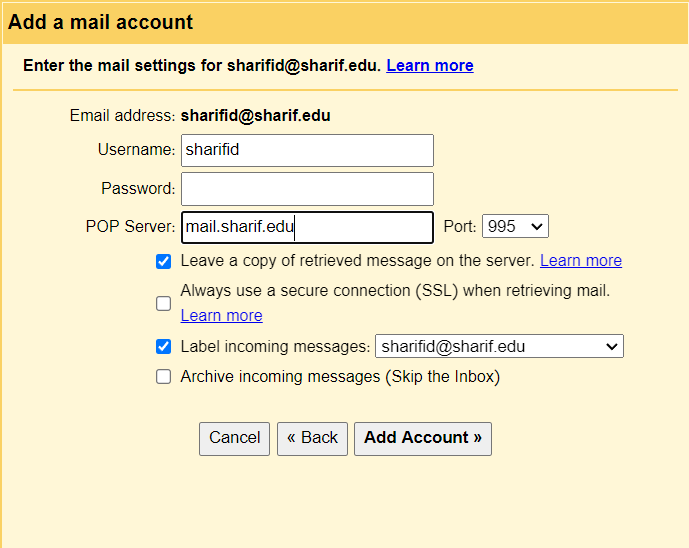 Add a mail account
Enter the mail settings for sharifid@sharif.edu. Learn more
Email address: sharifid@sharif.edu
Username: sharifid
Password:
POP Server: mail.sharif.edu Port: 995
Leave a copy of retrieved message on the server. Learn more
Always use a secure connection (SSL) when retrieving mail.
Learn more
Label incoming messages: sharifid@sharif.edu
Archive incoming messages (Skip the Inbox)
Cancel « Back Add Account »